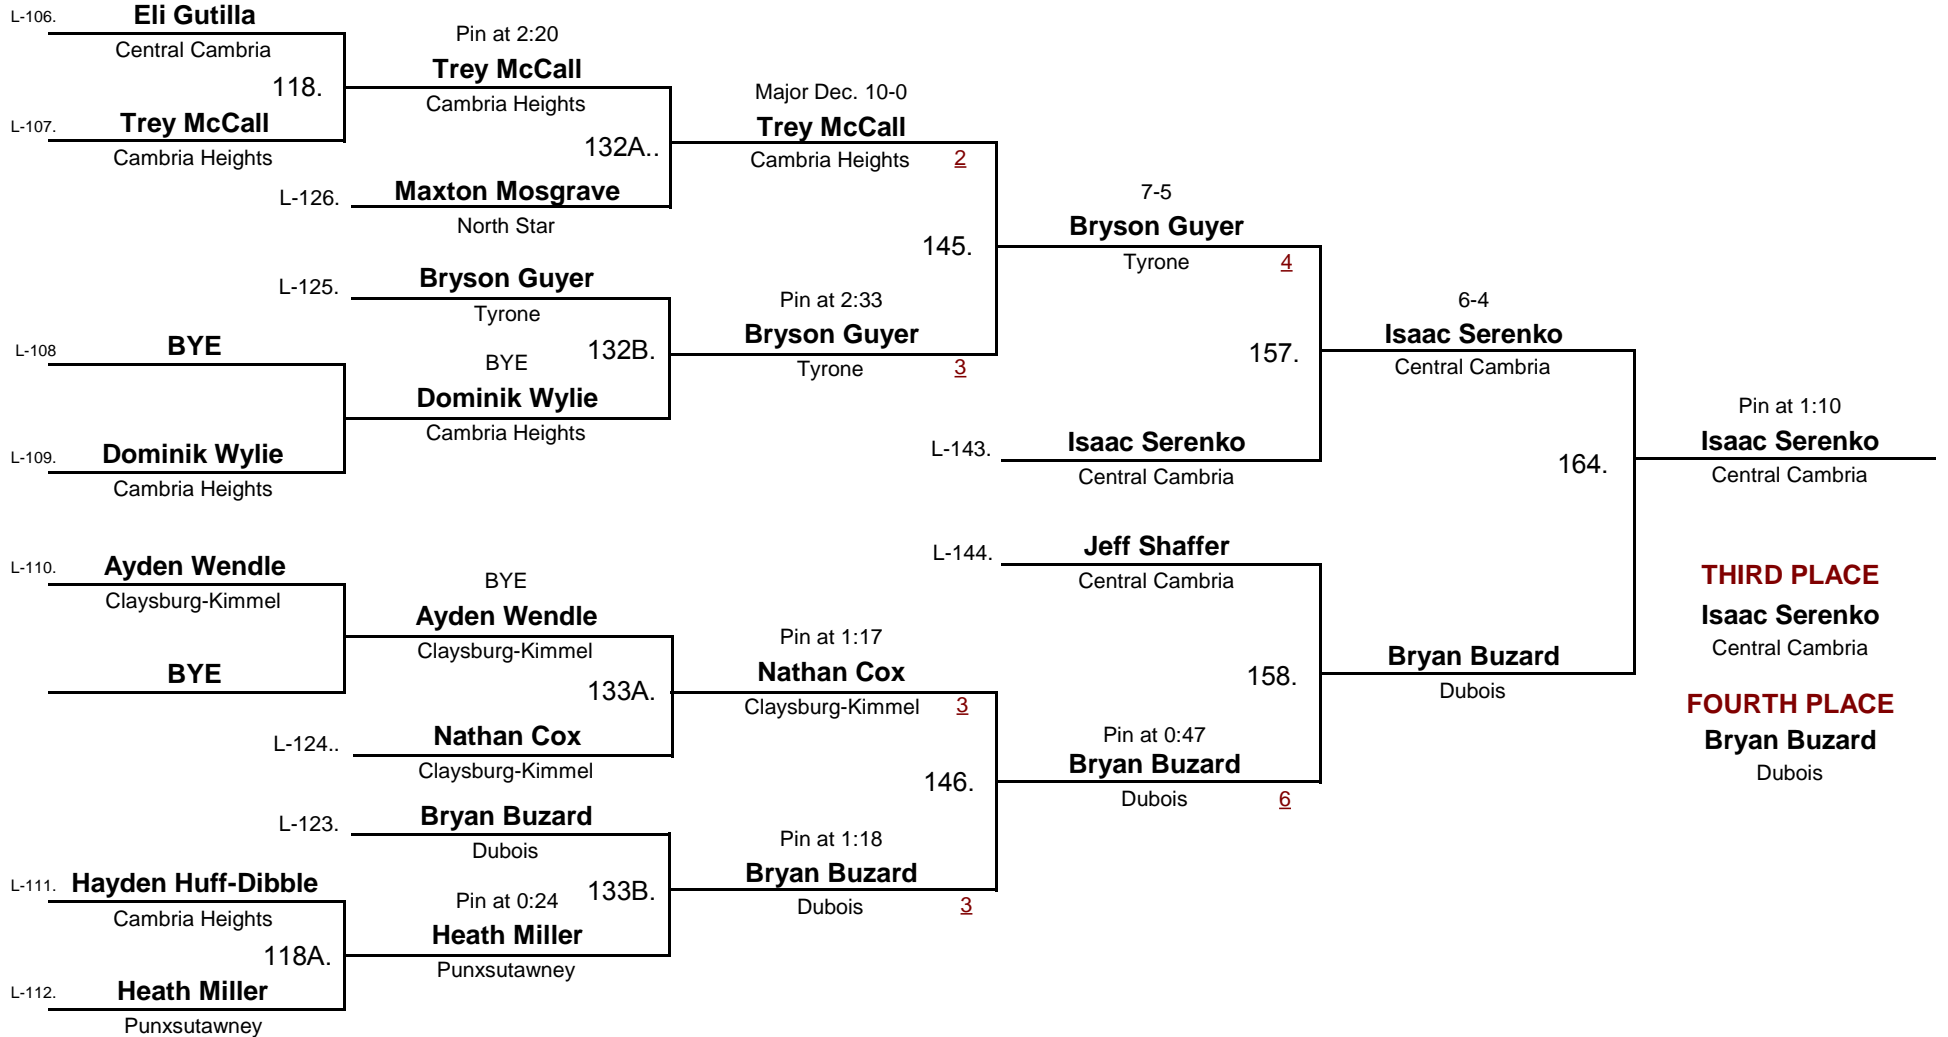 L-106.
Eli Gutilla
Central Cambria
118.
L-107.
Trey McCall
Cambria Heights
L-108
BYE
L-109.
Dominik Wylie
Cambria Heights
L-110.
Ayden Wendle
Claysburg-Kimmel
BYE
L-111.
Hayden Huff-Dibble
Cambria Heights
118A.
L-112.
Heath Miller
Punxsutawney
Pin at 2:20
Trey McCall
Cambria Heights
132A..
L-126.
Maxton Mosgrave
North Star
L-125.
Bryson Guyer
Tyrone
132B.
BYE
Dominik Wylie
Cambria Heights
BYE
Ayden Wendle
Claysburg-Kimmel
133A.
L-124..
Nathan Cox
Claysburg-Kimmel
L-123.
Bryan Buzard
Dubois
133B.
Pin at 0:24
Heath Miller
Punxsutawney
Major Dec. 10-0
Trey McCall
Cambria Heights
2
145.
Pin at 2:33
Bryson Guyer
Tyrone
3
Pin at 1:17
Nathan Cox
Claysburg-Kimmel
3
146.
Pin at 1:18
Bryan Buzard
Dubois
3
7-5
Bryson Guyer
Tyrone
4
157.
L-143.
Isaac Serenko
Central Cambria
L-144.
Jeff Shaffer
Central Cambria
158.
Pin at 0:47
Bryan Buzard
Dubois
6
6-4
Isaac Serenko
Central Cambria
164.
Bryan Buzard
Dubois
Pin at 1:10
Isaac Serenko
Central Cambria
THIRD PLACE
Isaac Serenko
Central Cambria
FOURTH PLACE
Bryan Buzard
Dubois